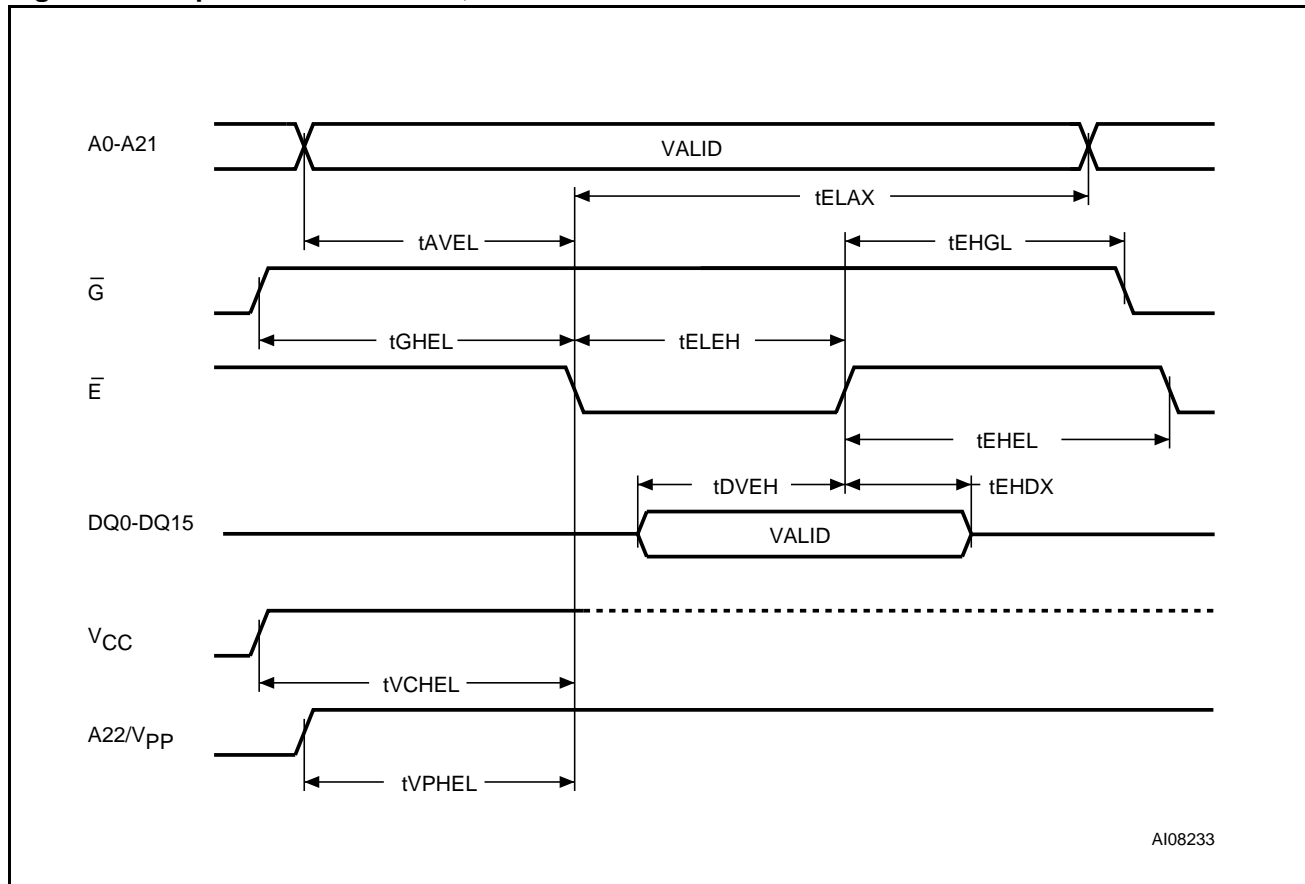 A0-A21
VALID
tELAX
tAVEL
tEHGL
G
tGHEL
tELEH
E
tEHEL
tDVEH
tEHDX
DQ0-DQ15
VALID
VCC
tVCHEL
A22/VPP
tVPHEL
AI08233